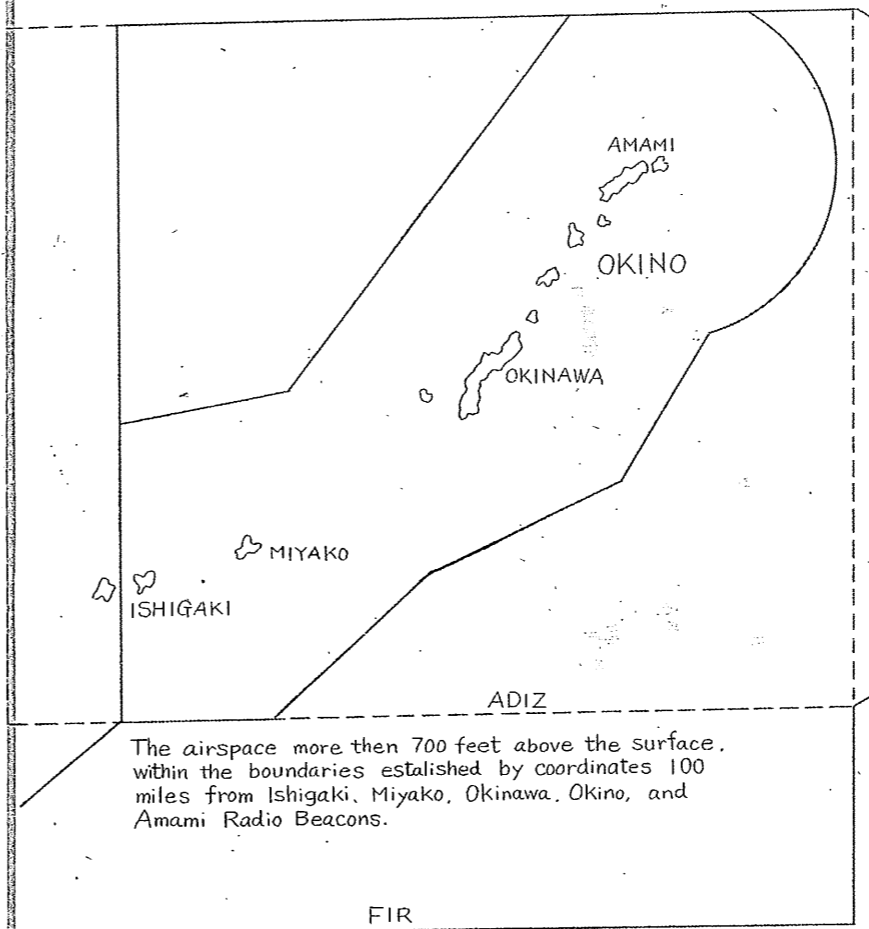 AMAMI
OKINO
OKINAWA
MIYAKO
ISHIGAKI
ADIZ
The airspace more then 700 feet above the surface.
within the boundaries estalished by coordinates 100
miles from Ishigaki, Miyako, Okinawa, Okino, and
Amami Radio Beacons.
FIR